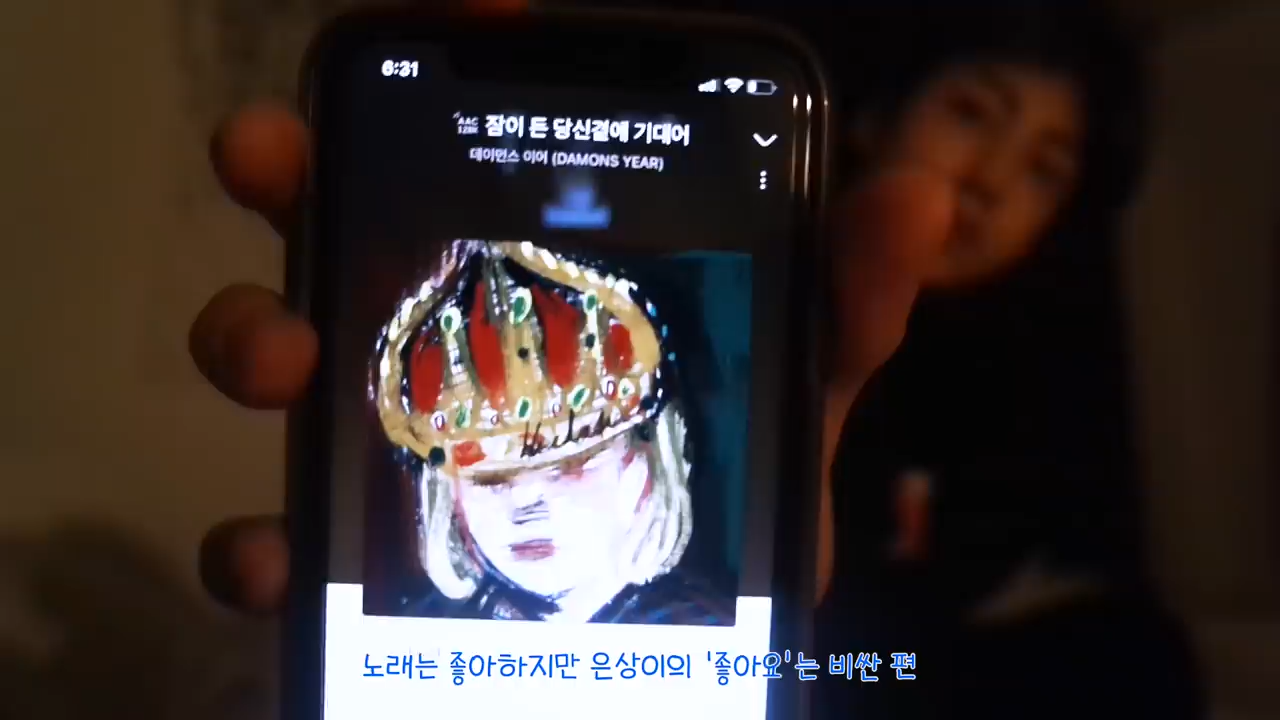 6:31
AAC
128K
잠이 든 당신곁에 기대어
데이먼스 이어 (DAMONS YEAR)
노래는 좋아하지만 은상이의 '좋아요'는 비싼 편